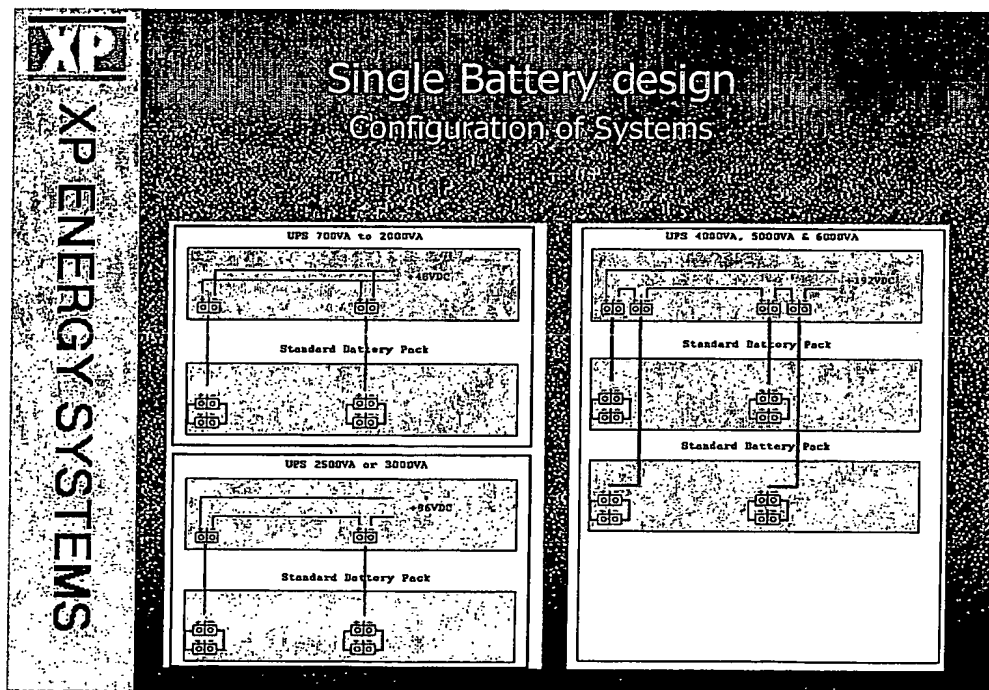 XP
XP ENERGY SYSTEMS
Single Battery design
Configuration of Systems
UPS 700VA to 2000VA
Standard Battery Pack
UPS 2500VA or 3000VA
+96VDC
Standard Battery Pack
UPS 4000VA, 5000VA & 6000VA
+192VDC
Standard Battery Pack
Standard Battery Pack